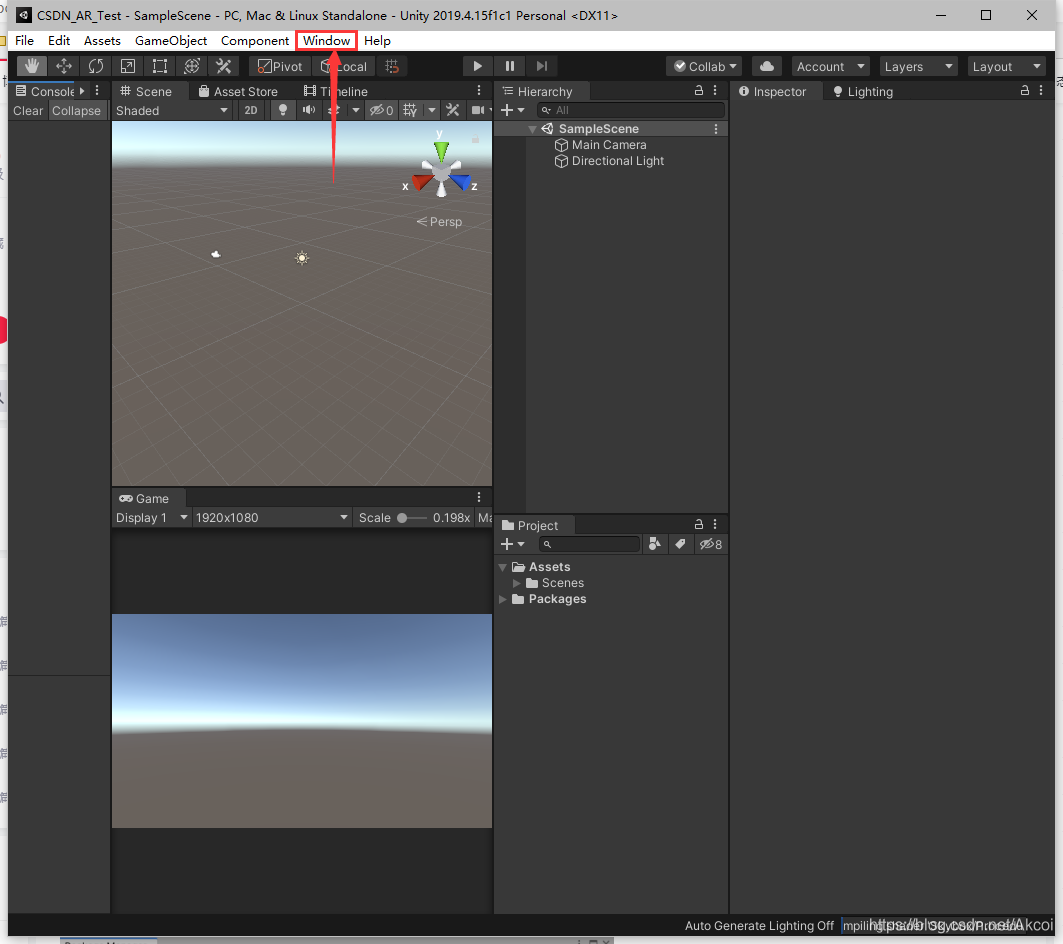 CSDN_AR_Test - SampleScene - PC, Mac & Linux Standalone - Unity 2019.4.15f1c1 Personal <DX11>
File Edit Assets GameObject Component Window Help
Pivot Local Collab Account Layers Layout
Console Scene Asset Store Timeline Hierarchy Inspector Lighting
Clear Collapse Shaded 2D 0 All
SampleScene
Main Camera
Directional Light
y
x z
Persp
Game
Display 1 1920x1080 Scale 0.198x Ma
Project
8
Assets
Scenes
Packages
Auto Generate Lighting Off
https://blog.csdn.net/Akcoi